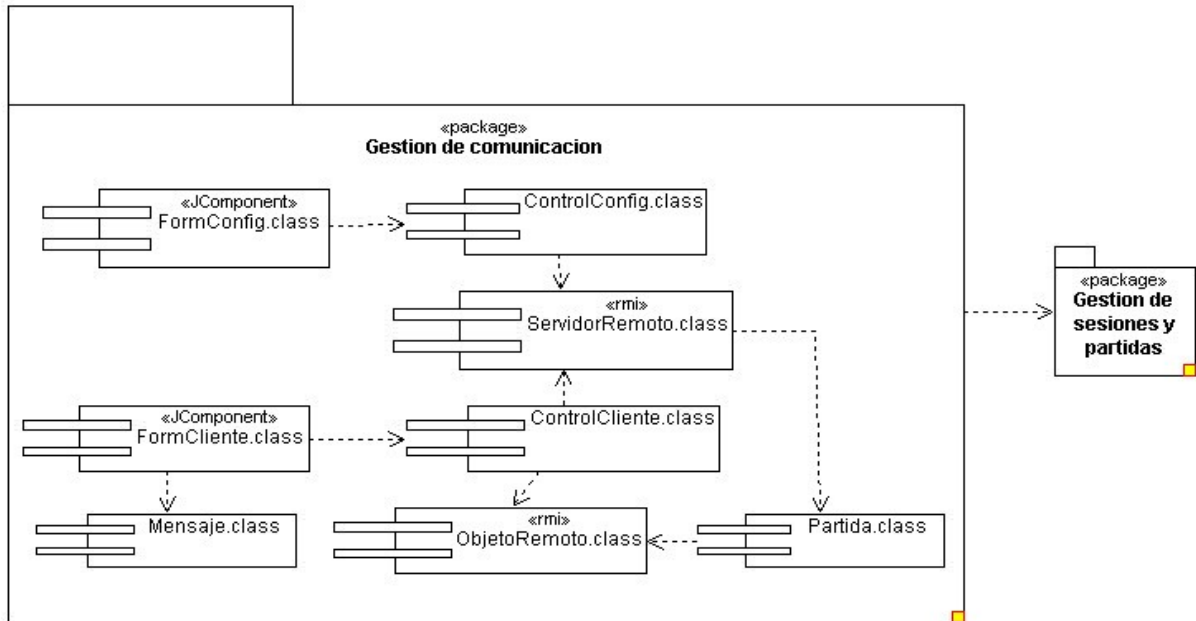 «package»
Gestion de comunicacion
«JComponent»
FormConfig.class
ControlConfig.class
«rmi»
ServidorRemoto.class
«JComponent»
FormCliente.class
ControlCliente.class
Mensaje.class
«rmi»
ObjetoRemoto.class
Partida.class
«package»
Gestion de
sesiones y
partidas